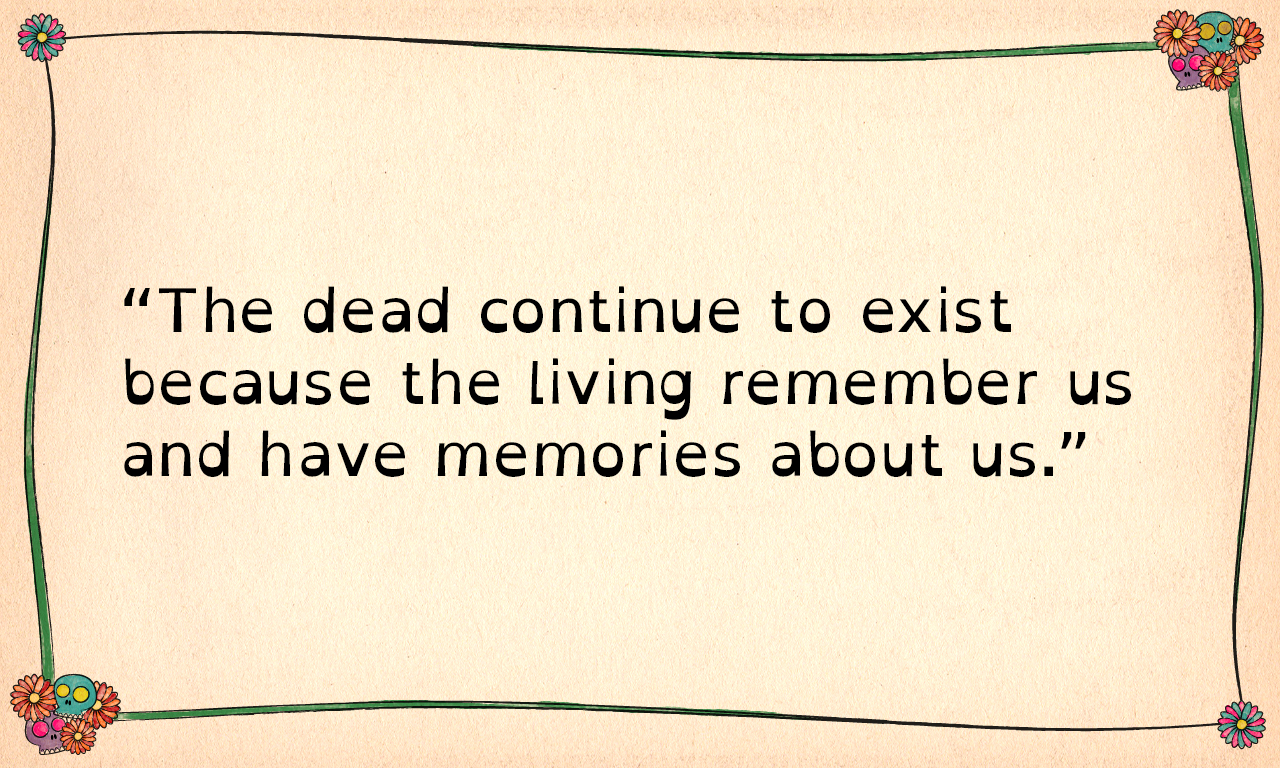 “The dead continue to exist
because the living remember us
and have memories about us.”